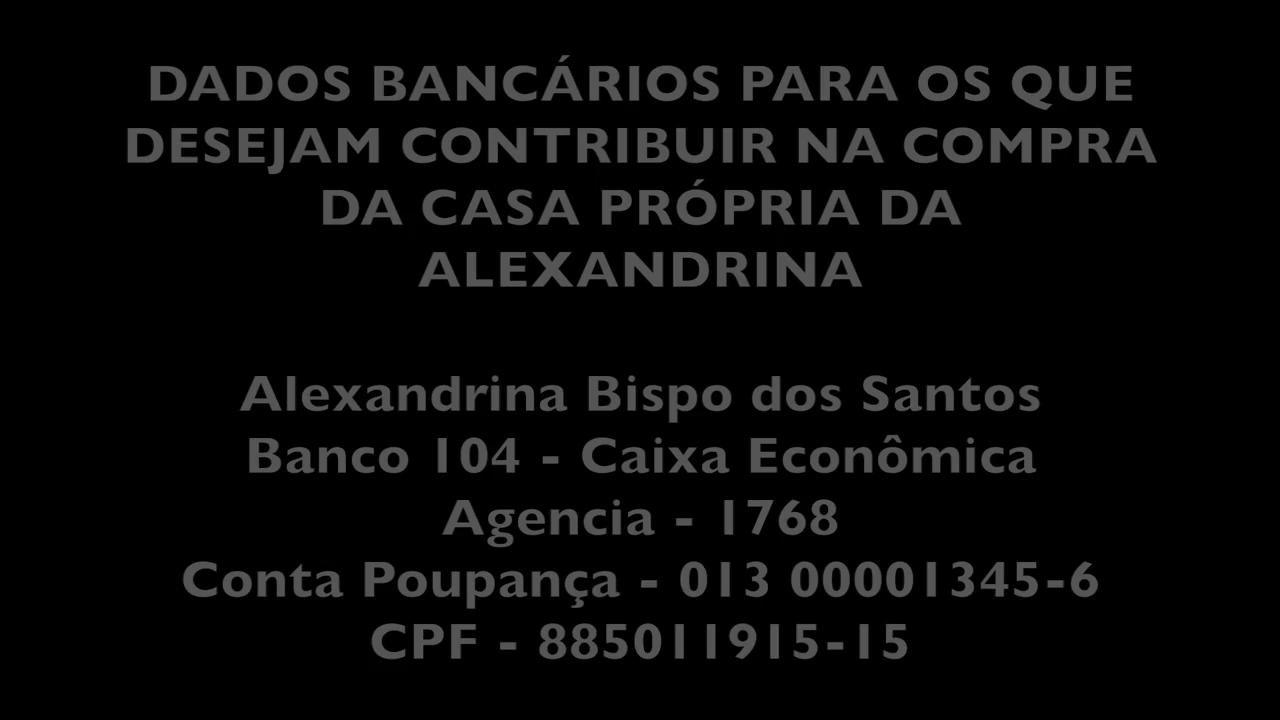 DADOS BANCÁRIOS PARA OS QUE
DESEJAM CONTRIBUIR NA COMPRA
DA CASA PRÓPRIA DA
ALEXANDRINA
Alexandrina Bispo dos Santos
Banco 104 - Caixa Econômica
Agencia - 1768
Conta Poupança - 013 00001345-6
CPF - 885011915-15